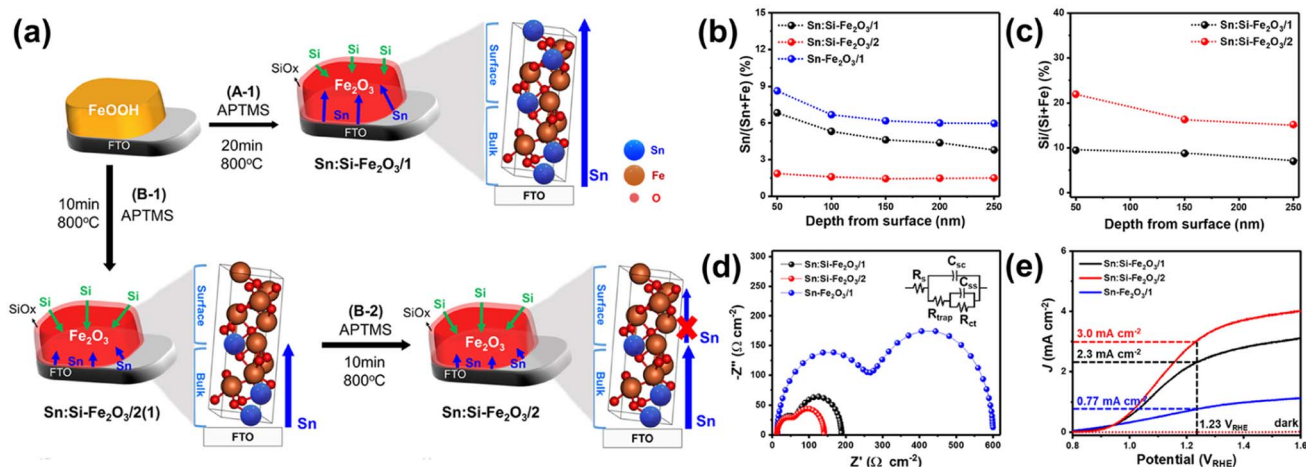 (a)
FeOOH
FTO
(A-1)
APTMS
20min
800°C
SiOx
Si
Si
Si
Fe₂O₃
Sn
Sn
FTO
Sn:Si-Fe₂O₃/1
Surface
Bulk
FTO
Sn
Sn
Fe
O
10min
800°C
(B-1)
APTMS
SiOx
Si
Si
Si
Fe₂O₃
Sn
Sn
FTO
Sn:Si-Fe₂O₃/2(1)
Surface
Bulk
FTO
Sn
(B-2)
APTMS
10min
800°C
SiOx
Si
Si
Si
Fe₂O₃
Sn
Sn
FTO
Sn:Si-Fe₂O₃/2
Surface
Bulk
FTO
Sn
Sn
(b)
Sn/(Sn+Fe) (%)
15
12
9
6
3
0
Sn:Si-Fe₂O₃/1
Sn:Si-Fe₂O₃/2
Sn-Fe₂O₃/1
50 100 150 200 250
Depth from surface (nm)
(c)
Si/(Si+Fe) (%)
40
30
20
10
0
Sn:Si-Fe₂O₃/1
Sn:Si-Fe₂O₃/2
50 100 150 200 250
Depth from surface (nm)
(d)
-Z'' (Ω cm⁻²)
300
250
200
150
100
50
0
Sn:Si-Fe₂O₃/1
Sn:Si-Fe₂O₃/2
Sn-Fe₂O₃/1
Rs
Csc
Css
Rtrap
Rct
0 100 200 300 400 500 600
Z' (Ω cm⁻²)
(e)
J (mA cm⁻²)
6
4
2
0
Sn:Si-Fe₂O₃/1
Sn:Si-Fe₂O₃/2
Sn-Fe₂O₃/1
3.0 mA cm⁻²
2.3 mA cm⁻²
0.77 mA cm⁻²
1.23 VRHE
dark
0.8 1.0 1.2 1.4 1.6
Potential (VRHE)